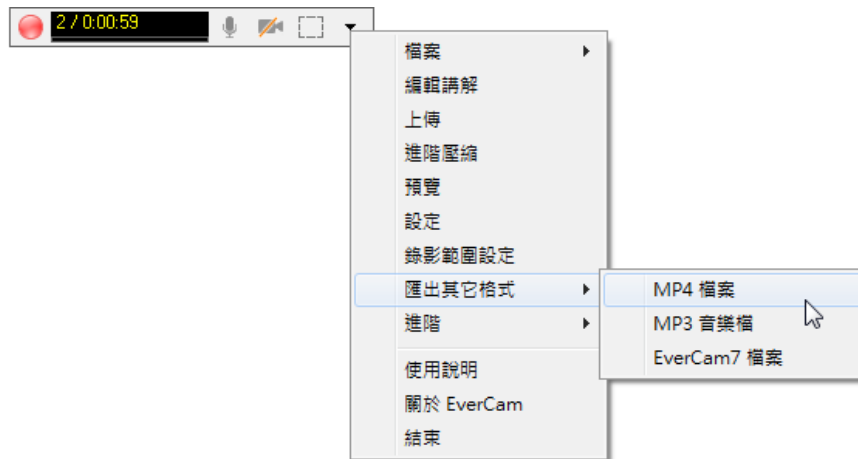 2 / 0:00:59
檔案
編輯講解
上傳
進階壓縮
預覽
設定
錄影範圍設定
匯出其它格式
MP4 檔案
進階
MP3 音樂檔
EverCam7 檔案
使用說明
關於 EverCam
結束